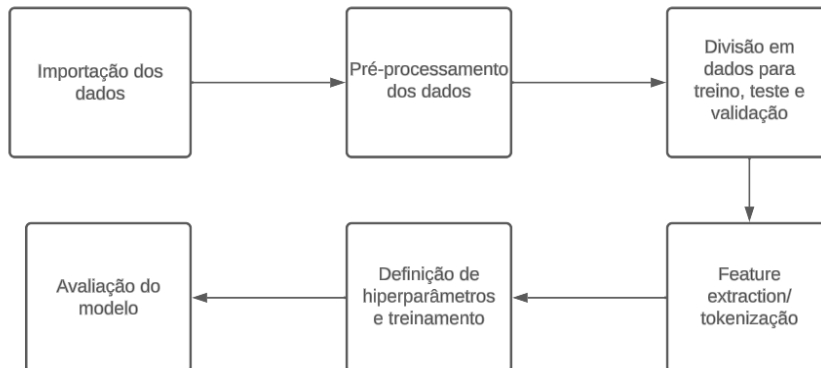 Importação dos
dados
Pré-processamento
dos dados
Divisão em
dados para
treino, teste e
validação
Feature
extraction/
tokenização
Definição de
hiperparâmetros
e treinamento
Avaliação do
modelo